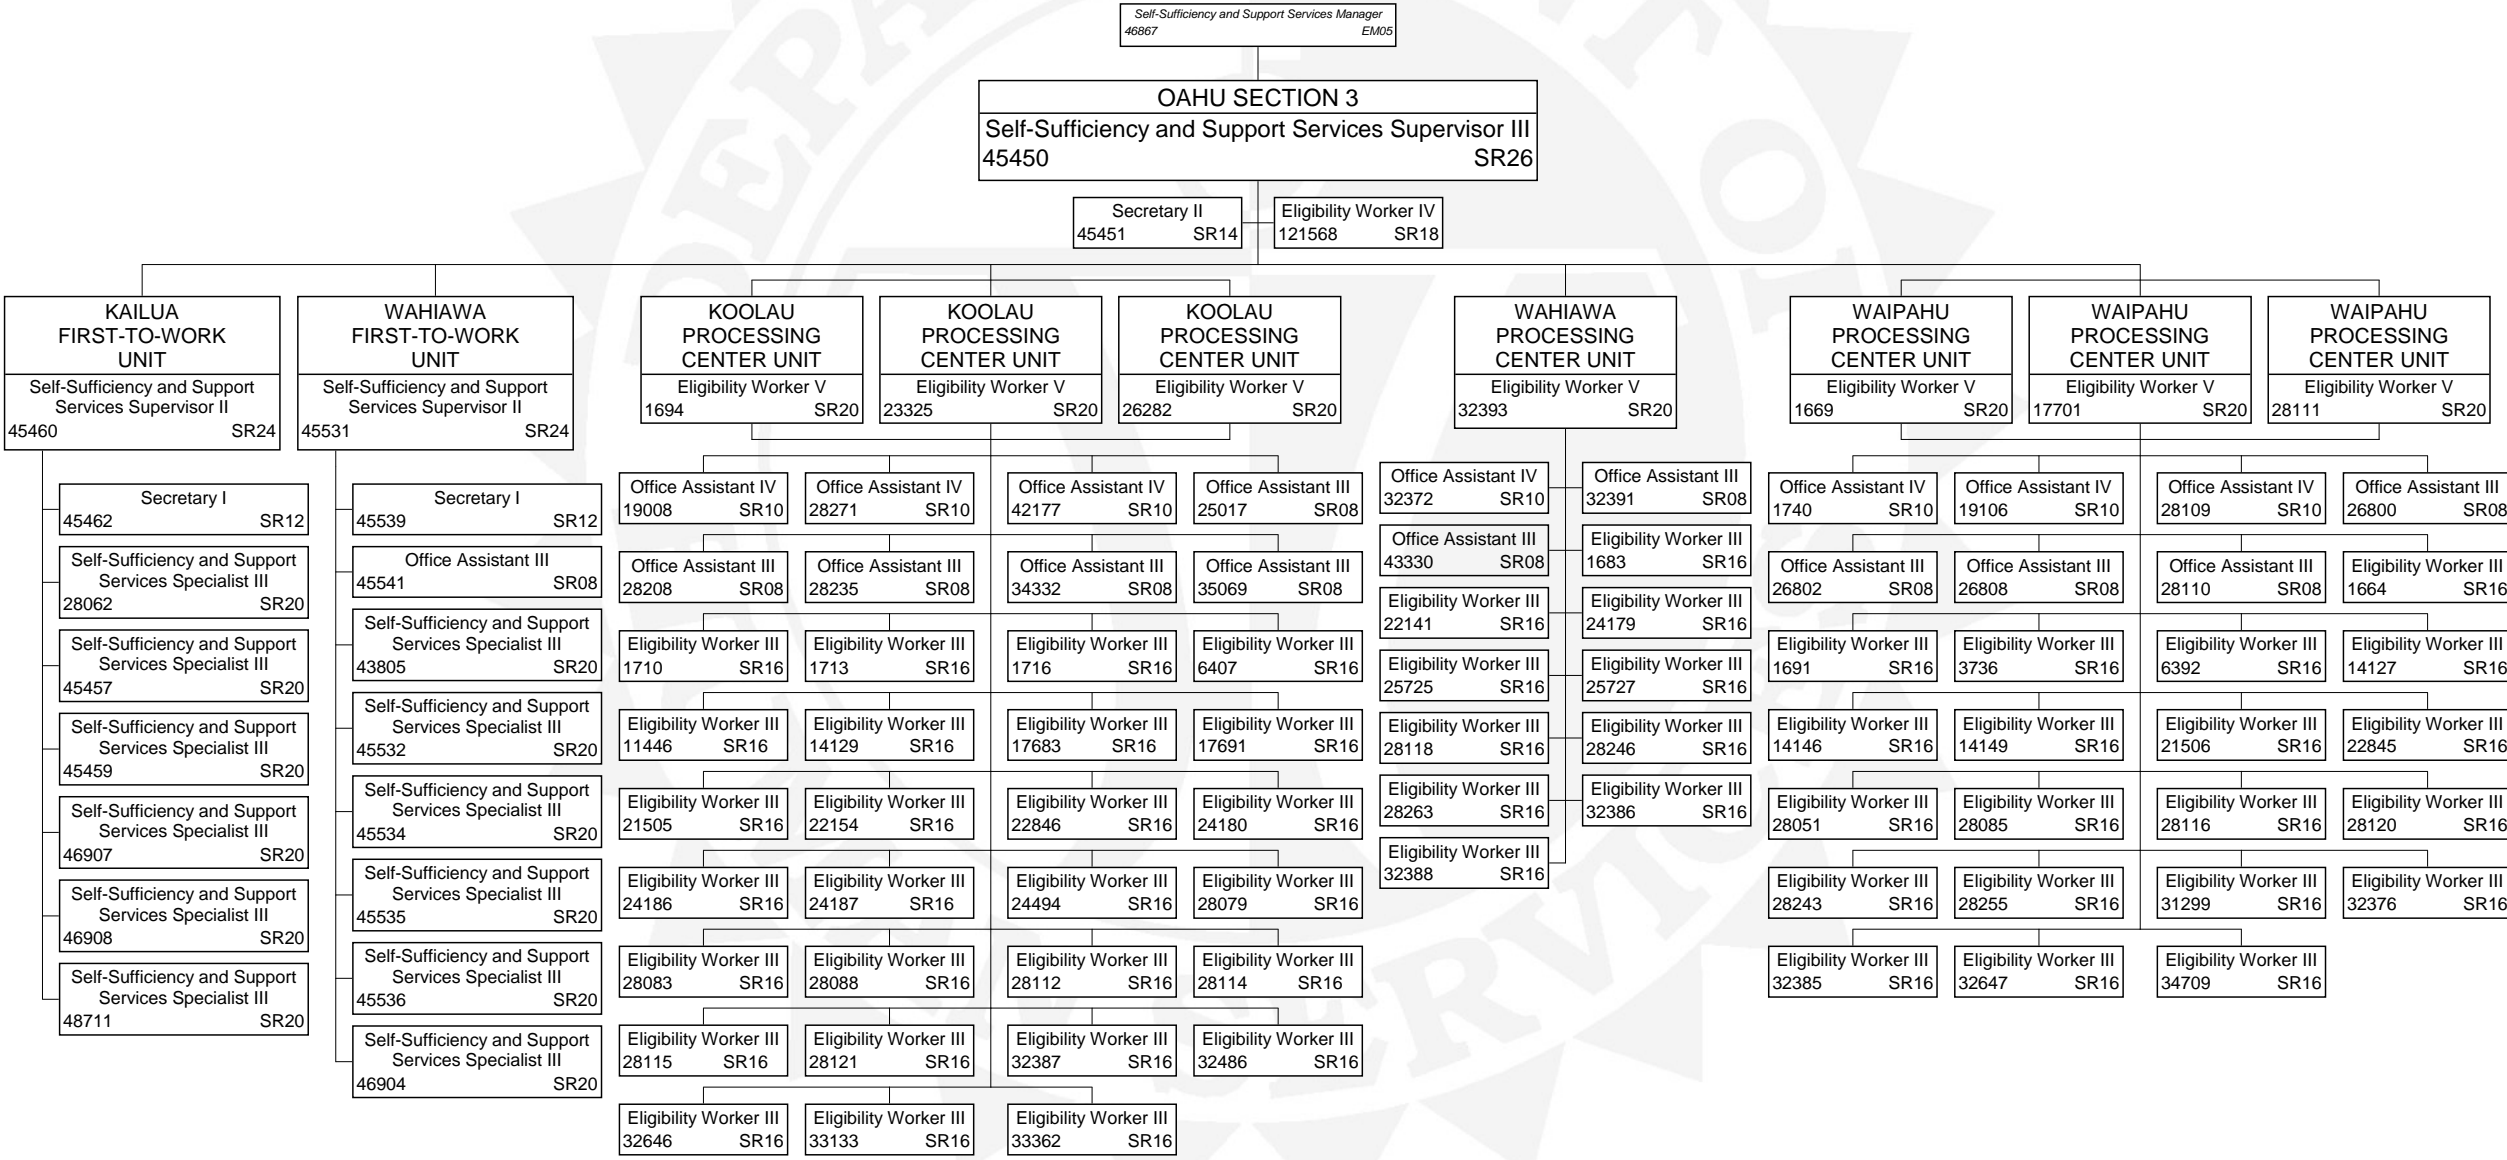 Self-Sufficiency and Support Services Manager
46867 EM05
OAHU SECTION 3
Self-Sufficiency and Support Services Supervisor III
45450 SR26
Secretary II
45451 SR14
Eligibility Worker IV
121568 SR18
KAILUA
FIRST-TO-WORK
UNIT
Self-Sufficiency and Support
Services Supervisor II
45460 SR24
Secretary I
45462 SR12
Self-Sufficiency and Support
Services Specialist III
28062 SR20
Self-Sufficiency and Support
Services Specialist III
45457 SR20
Self-Sufficiency and Support
Services Specialist III
45459 SR20
Self-Sufficiency and Support
Services Specialist III
46907 SR20
Self-Sufficiency and Support
Services Specialist III
46908 SR20
Self-Sufficiency and Support
Services Specialist III
48711 SR20
WAHIAWA
FIRST-TO-WORK
UNIT
Self-Sufficiency and Support
Services Supervisor II
45531 SR24
Secretary I
45539 SR12
Office Assistant III
45541 SR08
Self-Sufficiency and Support
Services Specialist III
43805 SR20
Self-Sufficiency and Support
Services Specialist III
45532 SR20
Self-Sufficiency and Support
Services Specialist III
45534 SR20
Self-Sufficiency and Support
Services Specialist III
45535 SR20
Self-Sufficiency and Support
Services Specialist III
45536 SR20
Self-Sufficiency and Support
Services Specialist III
46904 SR20
KOOLAU
PROCESSING
CENTER UNIT
Eligibility Worker V
1694 SR20
KOOLAU
PROCESSING
CENTER UNIT
Eligibility Worker V
23325 SR20
KOOLAU
PROCESSING
CENTER UNIT
Eligibility Worker V
26282 SR20
Office Assistant IV
19008 SR10
Office Assistant IV
28271 SR10
Office Assistant IV
42177 SR10
Office Assistant III
25017 SR08
Office Assistant III
28208 SR08
Office Assistant III
28235 SR08
Office Assistant III
34332 SR08
Office Assistant III
35069 SR08
Eligibility Worker III
1710 SR16
Eligibility Worker III
1713 SR16
Eligibility Worker III
1716 SR16
Eligibility Worker III
6407 SR16
Eligibility Worker III
11446 SR16
Eligibility Worker III
14129 SR16
Eligibility Worker III
17683 SR16
Eligibility Worker III
17691 SR16
Eligibility Worker III
21505 SR16
Eligibility Worker III
22154 SR16
Eligibility Worker III
22846 SR16
Eligibility Worker III
24180 SR16
Eligibility Worker III
24186 SR16
Eligibility Worker III
24187 SR16
Eligibility Worker III
24494 SR16
Eligibility Worker III
28079 SR16
Eligibility Worker III
28083 SR16
Eligibility Worker III
28088 SR16
Eligibility Worker III
28112 SR16
Eligibility Worker III
28114 SR16
Eligibility Worker III
28115 SR16
Eligibility Worker III
28121 SR16
Eligibility Worker III
32387 SR16
Eligibility Worker III
32486 SR16
Eligibility Worker III
32646 SR16
Eligibility Worker III
33133 SR16
Eligibility Worker III
33362 SR16
WAHIAWA
PROCESSING
CENTER UNIT
Eligibility Worker V
32393 SR20
Office Assistant IV
32372 SR10
Office Assistant III
32391 SR08
Office Assistant III
43330 SR08
Eligibility Worker III
1683 SR16
Eligibility Worker III
22141 SR16
Eligibility Worker III
24179 SR16
Eligibility Worker III
25725 SR16
Eligibility Worker III
25727 SR16
Eligibility Worker III
28118 SR16
Eligibility Worker III
28246 SR16
Eligibility Worker III
28263 SR16
Eligibility Worker III
32386 SR16
Eligibility Worker III
32388 SR16
WAIPAHU
PROCESSING
CENTER UNIT
Eligibility Worker V
1669 SR20
WAIPAHU
PROCESSING
CENTER UNIT
Eligibility Worker V
17701 SR20
WAIPAHU
PROCESSING
CENTER UNIT
Eligibility Worker V
28111 SR20
Office Assistant IV
1740 SR10
Office Assistant IV
19106 SR10
Office Assistant IV
28109 SR10
Office Assistant III
26800 SR08
Office Assistant III
26802 SR08
Office Assistant III
26808 SR08
Office Assistant III
28110 SR08
Eligibility Worker III
1664 SR16
Eligibility Worker III
1691 SR16
Eligibility Worker III
3736 SR16
Eligibility Worker III
6392 SR16
Eligibility Worker III
14127 SR16
Eligibility Worker III
14146 SR16
Eligibility Worker III
14149 SR16
Eligibility Worker III
21506 SR16
Eligibility Worker III
22845 SR16
Eligibility Worker III
28051 SR16
Eligibility Worker III
28085 SR16
Eligibility Worker III
28116 SR16
Eligibility Worker III
28120 SR16
Eligibility Worker III
28243 SR16
Eligibility Worker III
28255 SR16
Eligibility Worker III
31299 SR16
Eligibility Worker III
32376 SR16
Eligibility Worker III
32385 SR16
Eligibility Worker III
32647 SR16
Eligibility Worker III
34709 SR16